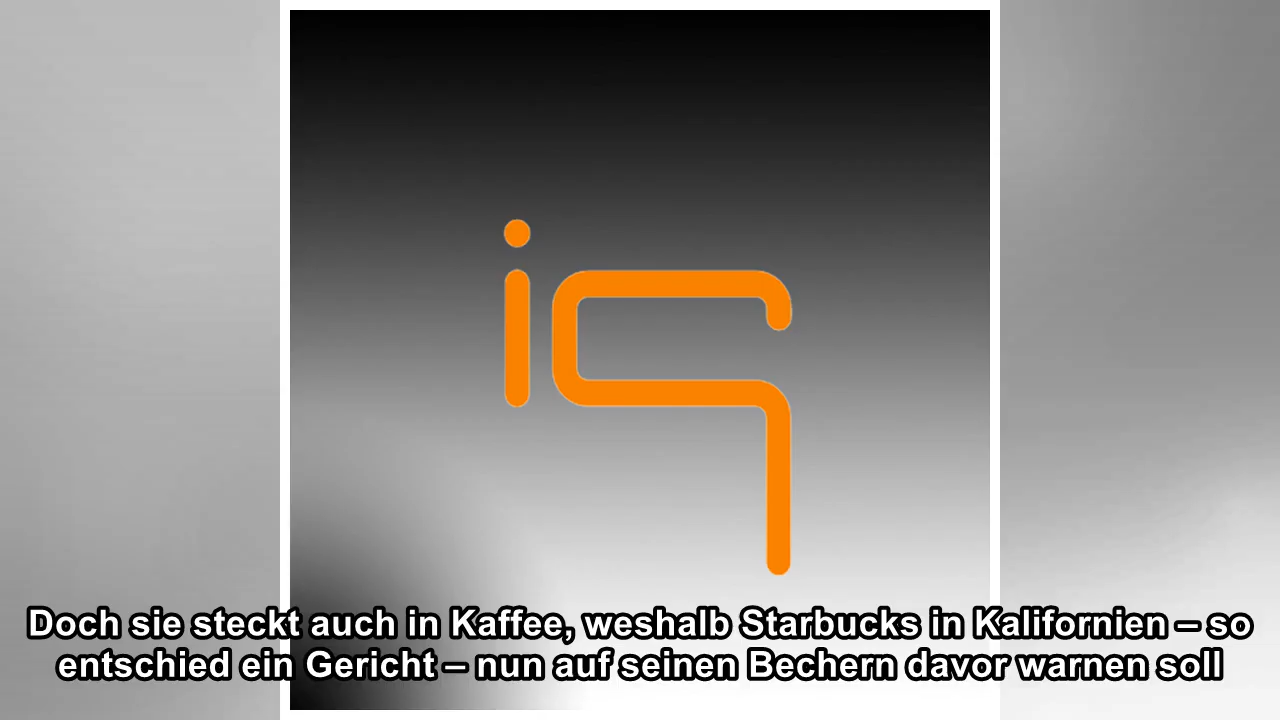 iq
Doch sie steckt auch in Kaffee, weshalb Starbucks in Kalifornien – so
entschied ein Gericht – nun auf seinen Bechern davor warnen soll